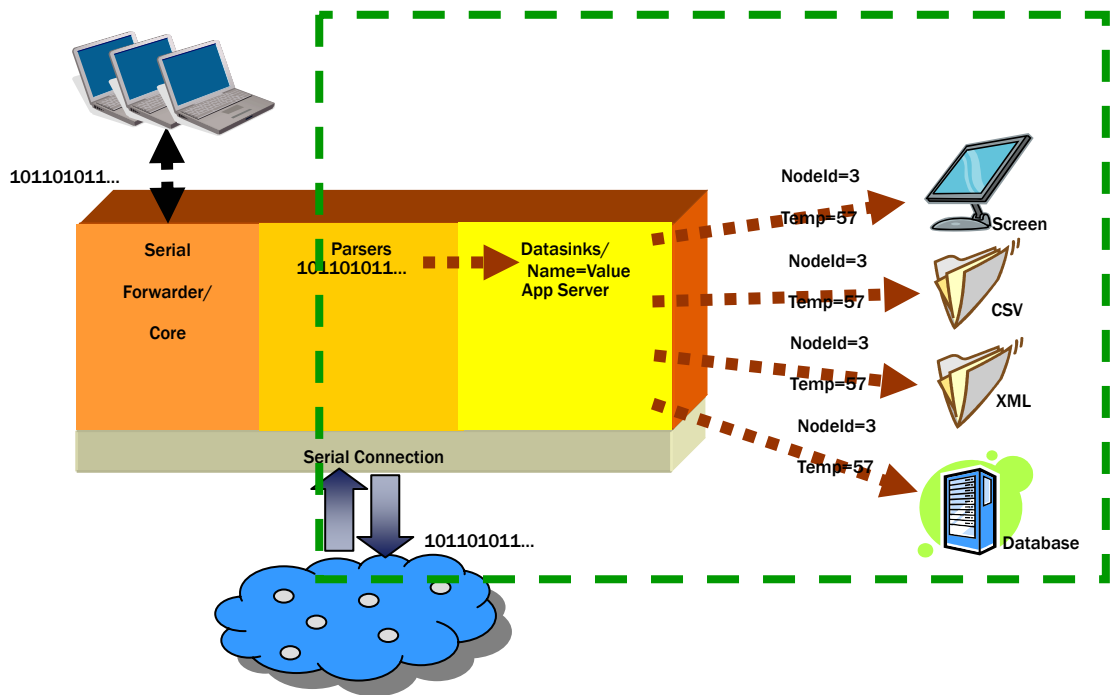 101101011...
Serial
Forwarder/
Core
Parsers
101101011...
Datasinks/
Name=Value
App Server
NodeId=3
Temp=57
Screen
NodeId=3
Temp=57
CSV
NodeId=3
Temp=57
XML
NodeId=3
Temp=57
Database
Serial Connection
101101011...